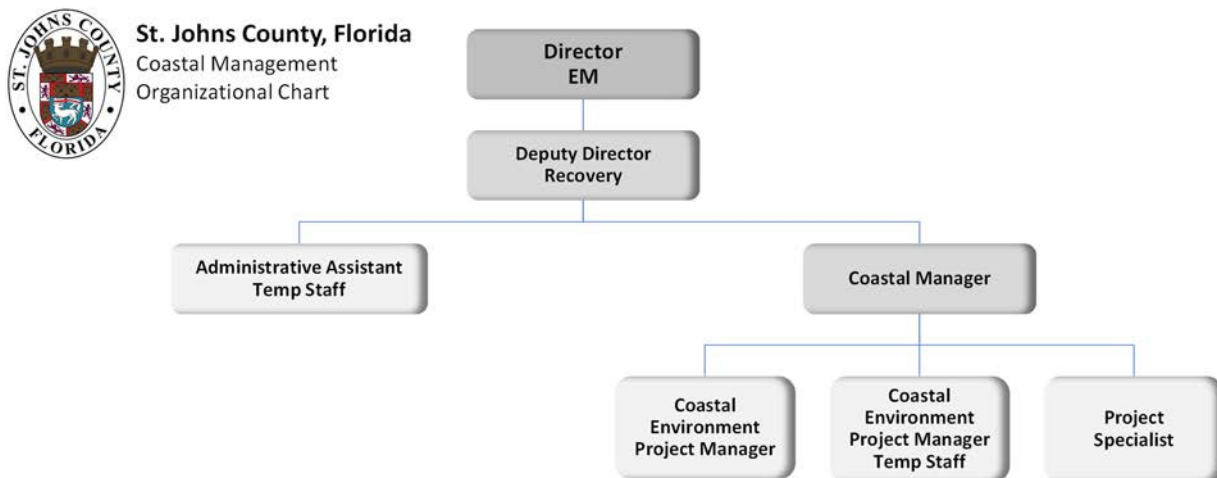 ST. JOHNS COUNTY
FLORIDA
St. Johns County, Florida
Coastal Management
Organizational Chart
Director
EM
Deputy Director
Recovery
Administrative Assistant
Temp Staff
Coastal Manager
Coastal
Environment
Project Manager
Coastal
Environment
Project Manager
Temp Staff
Project
Specialist